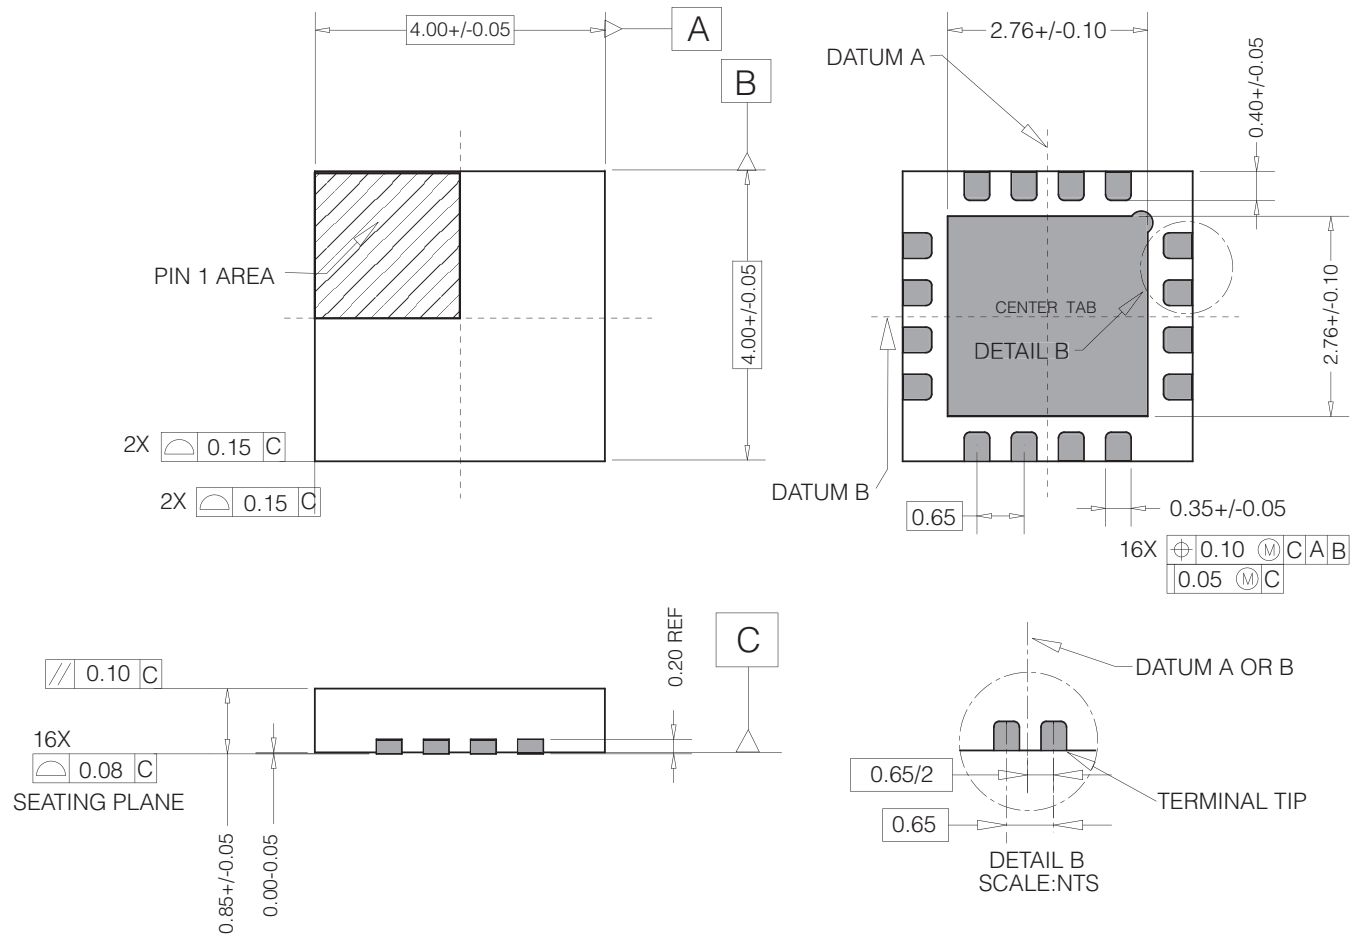 4.00+/-0.05
A
B
PIN 1 AREA
4.00+/-0.05
2X 0.15 C
2X 0.15 C
DATUM A
2.76+/-0.10
0.40+/-0.05
CENTER TAB
DETAIL B
2.76+/-0.10
DATUM B
0.65
0.35+/-0.05
16X ⌖ 0.10 Ⓜ C A B
0.05 Ⓜ C
// 0.10 C
16X
0.08 C
SEATING PLANE
0.85+/-0.05
0.00-0.05
0.20 REF
C
DATUM A OR B
0.65/2
TERMINAL TIP
0.65
DETAIL B
SCALE:NTS